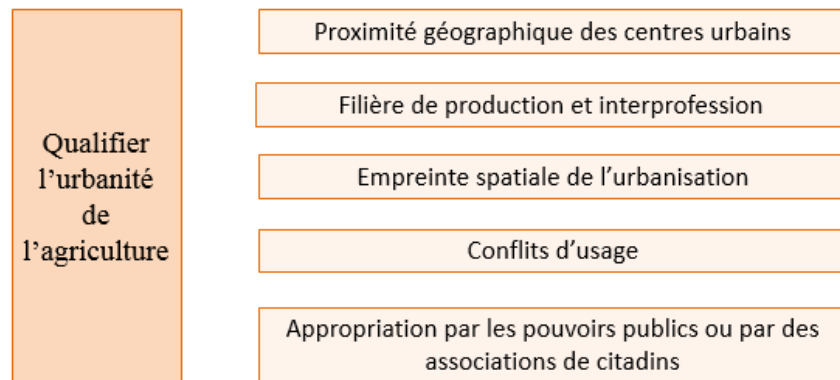 Qualifier
l’urbanité
de
l’agriculture
Proximité géographique des centres urbains
Filière de production et interprofession
Empreinte spatiale de l’urbanisation
Conflits d’usage
Appropriation par les pouvoirs publics ou par des
associations de citadins